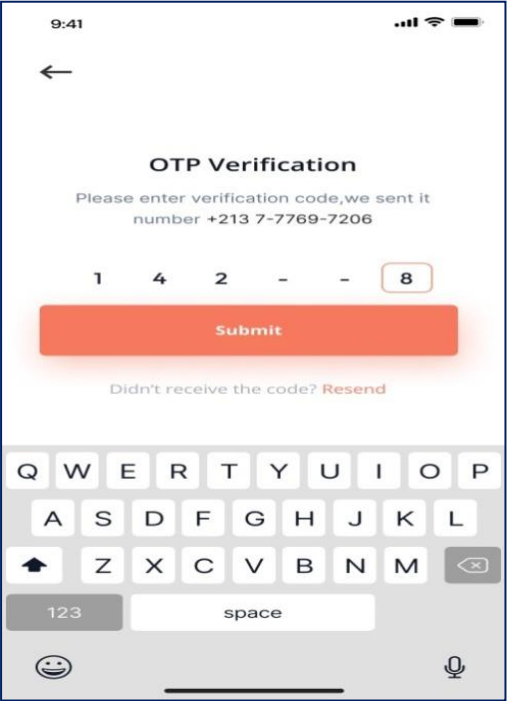 9:41
OTP Verification
Please enter verification code,we sent it
number +213 7-7769-7206
1 4 2 - - 8
Submit
Didn't receive the code? Resend
Q W E R T Y U I O P
A S D F G H J K L
Z X C V B N M
123 space